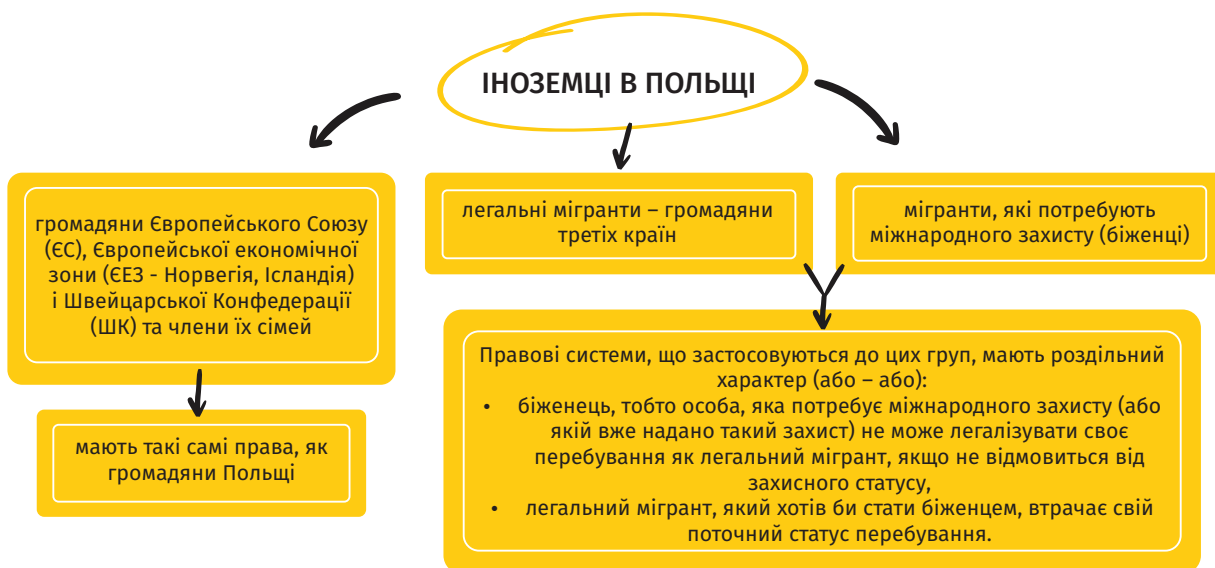 ІНОЗЕМЦІ В ПОЛЬЩІ
громадяни Європейського Союзу
(ЄС), Європейської економічної
зони (ЄЕЗ - Норвегія, Ісландія)
і Швейцарської Конфедерації
(ШК) та члени їх сімей
мають такі самі права, як
громадяни Польщі
легальні мігранти – громадяни
третіх країн
мігранти, які потребують
міжнародного захисту (біженці)
Правові системи, що застосовуються до цих груп, мають роздільний
характер (або – або):
• біженець, тобто особа, яка потребує міжнародного захисту (або
якій вже надано такий захист) не може легалізувати своє
перебування як легальний мігрант, якщо не відмовиться від
захисного статусу,
• легальний мігрант, який хотів би стати біженцем, втрачає свій
поточний статус перебування.